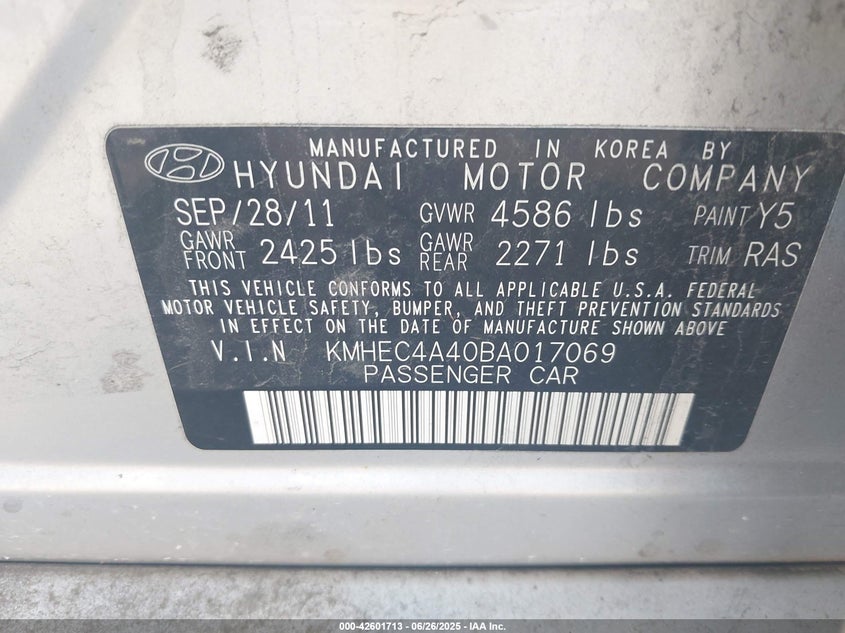 MANUFACTURED IN KOREA BY
HYUNDAI MOTOR COMPANY
SEP/28/11 GVWR 4586 lbs PAINT Y5
GAWR FRONT 2425 lbs GAWR REAR 2271 lbs TRIM RAS
THIS VEHICLE CONFORMS TO ALL APPLICABLE U.S.A. FEDERAL
MOTOR VEHICLE SAFETY, BUMPER, AND THEFT PREVENTION STANDARDS
IN EFFECT ON THE DATE OF MANUFACTURE SHOWN ABOVE
V.I.N KMHEC4A40BA017069
PASSENGER CAR
000-42601713 - 06/26/2025 - IAA Inc.